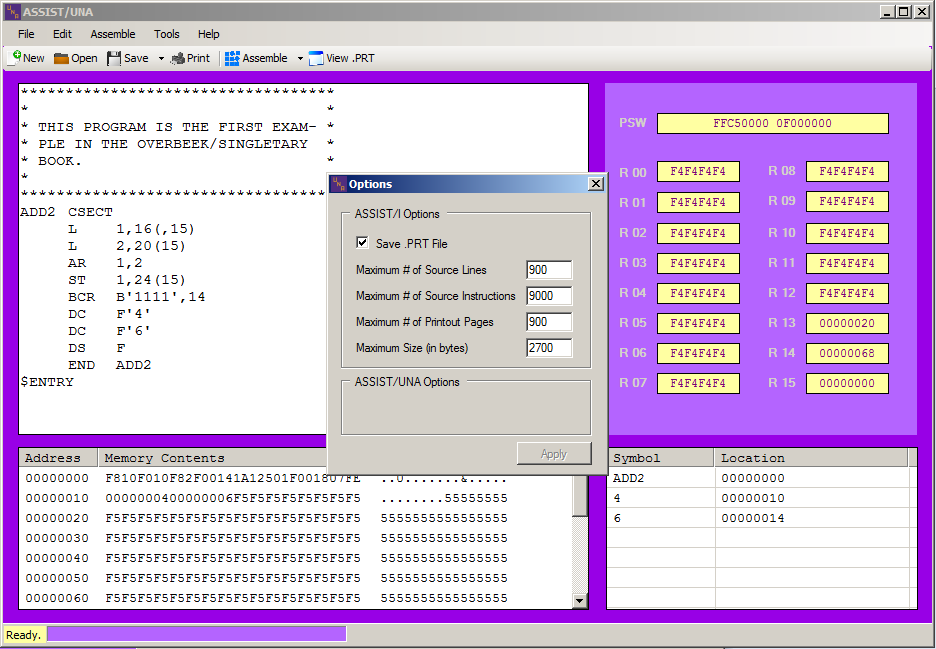 ASSIST/UNA
File Edit Assemble Tools Help
New Open Save Print Assemble View .PRT
***********************************
* *
* THIS PROGRAM IS THE FIRST EXAM- *
* PLE IN THE OVERBEEK/SINGLETARY *
* BOOK. *
*
***********************************
ADD2 CSECT
L 1,16(,15)
L 2,20(15)
AR 1,2
ST 1,24(15)
BCR B'1111',14
DC F'4'
DC F'6'
DS F
END ADD2
$ENTRY
PSW FFC50000 0F000000
R 00 F4F4F4F4 R 08 F4F4F4F4
R 01 F4F4F4F4 R 09 F4F4F4F4
R 02 F4F4F4F4 R 10 F4F4F4F4
R 03 F4F4F4F4 R 11 F4F4F4F4
R 04 F4F4F4F4 R 12 F4F4F4F4
R 05 F4F4F4F4 R 13 00000020
R 06 F4F4F4F4 R 14 00000068
R 07 F4F4F4F4 R 15 00000000
Options
ASSIST/I Options
Save .PRT File
Maximum # of Source Lines 900
Maximum # of Source Instructions 9000
Maximum # of Printout Pages 900
Maximum Size (in bytes) 2700
ASSIST/UNA Options
Apply
Address Memory Contents
00000000 F810F010F82F00141A12501F001807FE ..0.......&.....
00000010 0000000400000006F5F5F5F5F5F5F5F5 ........55555555
00000020 F5F5F5F5F5F5F5F5F5F5F5F5F5F5F5F5 5555555555555555
00000030 F5F5F5F5F5F5F5F5F5F5F5F5F5F5F5F5 5555555555555555
00000040 F5F5F5F5F5F5F5F5F5F5F5F5F5F5F5F5 5555555555555555
00000050 F5F5F5F5F5F5F5F5F5F5F5F5F5F5F5F5 5555555555555555
00000060 F5F5F5F5F5F5F5F5F5F5F5F5F5F5F5F5 5555555555555555
Symbol Location
ADD2 00000000
4 00000010
6 00000014
Ready.